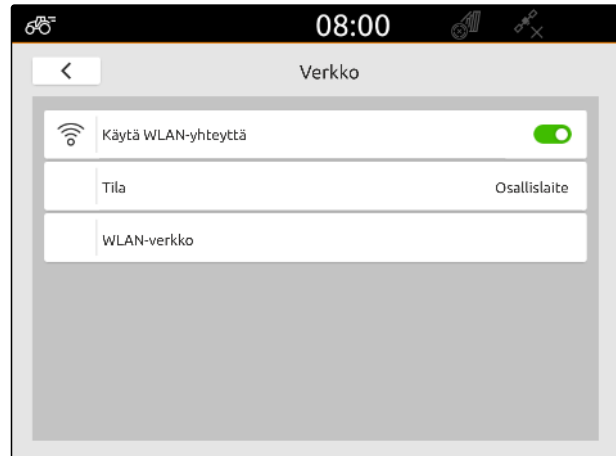 08:00
Verkko
Käytä WLAN-yhteyttä
Tila Osallislaite
WLAN-verkko